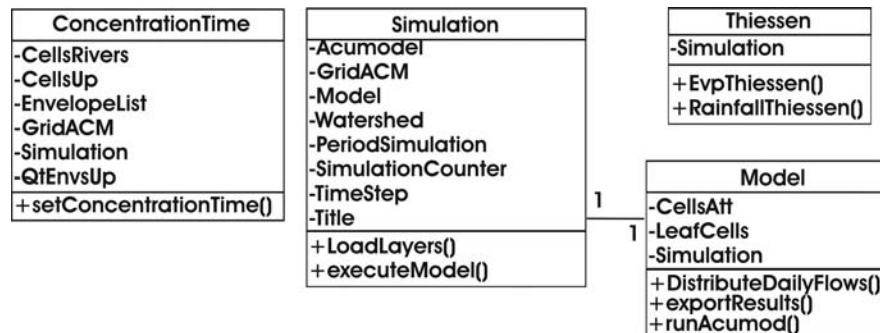 ConcentrationTime
-CellsRivers
-CellsUp
-EnvelopeList
-GridACM
-Simulation
-QtEnvsUp
+setConcentrationTime()
Simulation
-Acumodel
-GridACM
-Model
-Watershed
-PeriodSimulation
-SimulationCounter
-TimeStep
-Title
+LoadLayers()
+executeModel()
1
1
Thiessen
-Simulation
+EvpThiessen()
+RainfallThiessen()
Model
-CellsAtt
-LeafCells
-Simulation
+DistributeDailyFlows()
+exportResults()
+runAcumod()